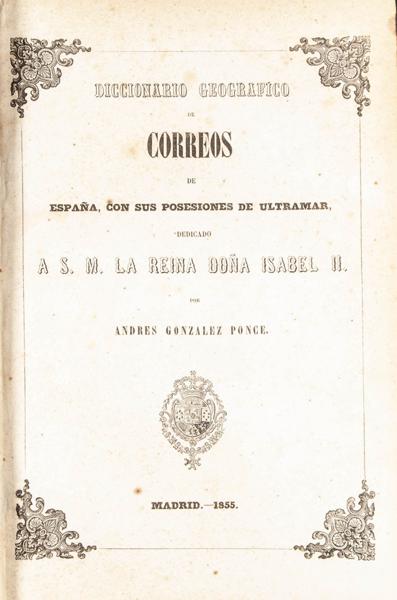 DICCIONARIO GEOGRAFÍCO
DE
CORREOS
DE
ESPAÑA, CON SUS POSESIONES DE ULTRAMAR,
DEDICADO
A S. M. LA REINA DOÑA ISABEL II.
POR
ANDRES GONZALEZ PONCE.
MADRID.—1855.